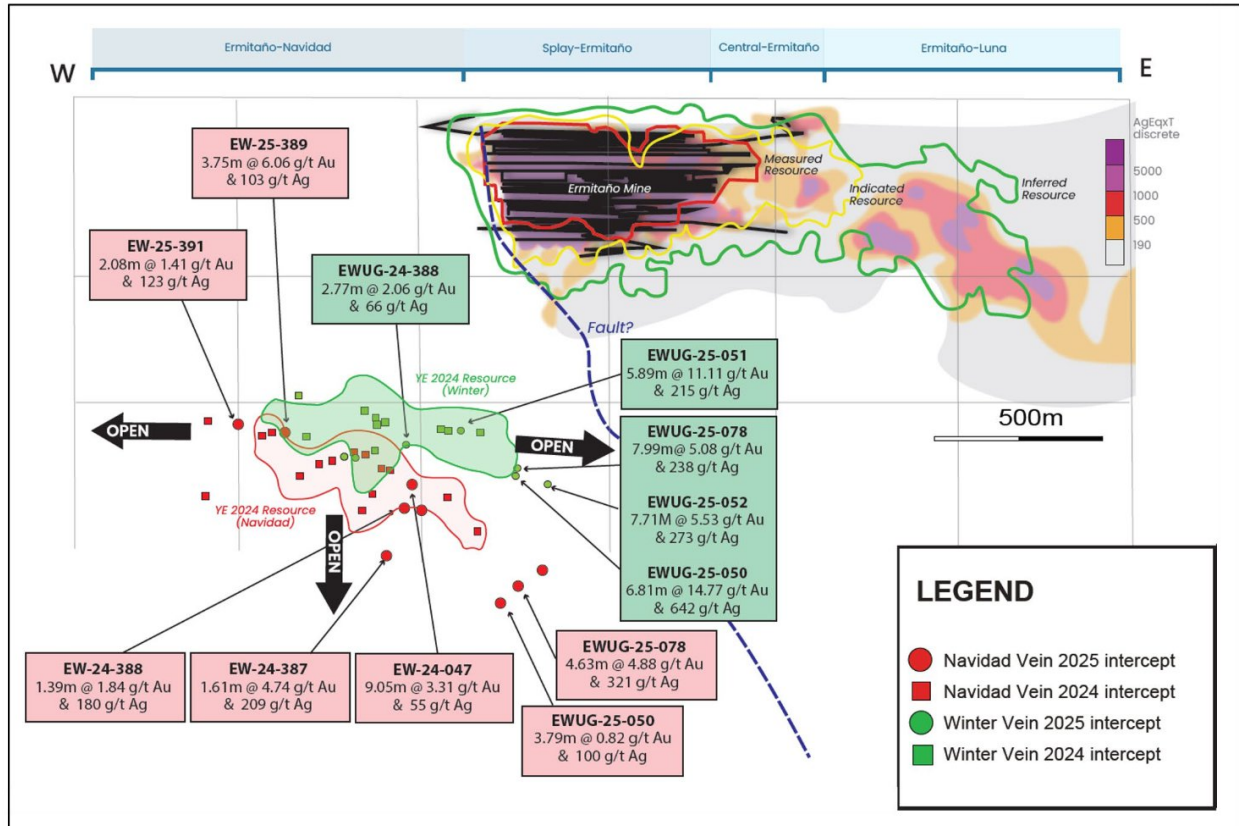 Ermitaño-Navidad
Splay-Ermitaño
Central-Ermitaño
Ermitaño-Luna
W
E
AgEqxT
discrete
5000
1000
500
190
Measured
Resource
Ermitaño Mine
Indicated
Resource
Inferred
Resource
EW-25-389
3.75m @ 6.06 g/t Au
& 103 g/t Ag
EW-25-391
2.08m @ 1.41 g/t Au
& 123 g/t Ag
EWUG-24-388
2.77m @ 2.06 g/t Au
& 66 g/t Ag
Fault?
EWUG-25-051
5.89m @ 11.11 g/t Au
& 215 g/t Ag
YE 2024 Resource
(Winter)
500m
OPEN
OPEN
EWUG-25-078
7.99m @ 5.08 g/t Au
& 238 g/t Ag
EWUG-25-052
7.71M @ 5.53 g/t Au
& 273 g/t Ag
EWUG-25-050
6.81m @ 14.77 g/t Au
& 642 g/t Ag
YE 2024 Resource
(Navidad)
OPEN
EW-24-388
1.39m @ 1.84 g/t Au
& 180 g/t Ag
EW-24-387
1.61m @ 4.74 g/t Au
& 209 g/t Ag
EW-24-047
9.05m @ 3.31 g/t Au
& 55 g/t Ag
EWUG-25-078
4.63m @ 4.88 g/t Au
& 321 g/t Ag
EWUG-25-050
3.79m @ 0.82 g/t Au
& 100 g/t Ag
LEGEND
Navidad Vein 2025 intercept
Navidad Vein 2024 intercept
Winter Vein 2025 intercept
Winter Vein 2024 intercept